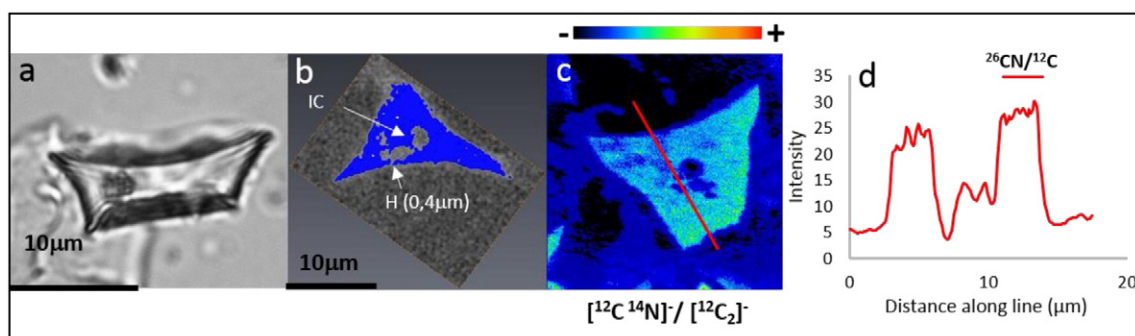 - +
a
10µm
b
IC
H (0,4µm)
10µm
c
[¹²C ¹⁴N]⁻/ [¹²C₂]⁻
d
²⁶CN/¹²C
Intensity
35
30
25
20
15
10
5
0
0 10 20
Distance along line (µm)